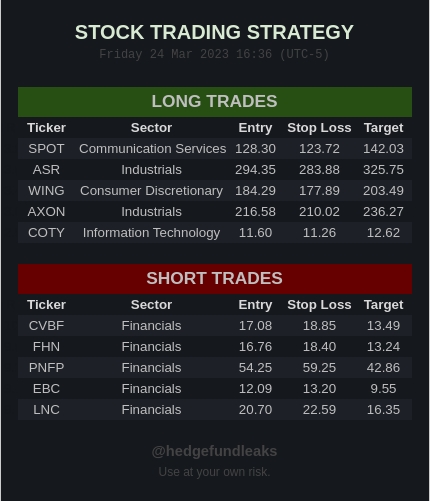 STOCK TRADING STRATEGY
Friday 24 Mar 2023 16:36 (UTC-5)
LONG TRADES
Ticker Sector Entry Stop Loss Target
SPOT Communication Services 128.30 123.72 142.03
ASR Industrials 294.35 283.88 325.75
WING Consumer Discretionary 184.29 177.89 203.49
AXON Industrials 216.58 210.02 236.27
COTY Information Technology 11.60 11.26 12.62
SHORT TRADES
Ticker Sector Entry Stop Loss Target
CVBF Financials 17.08 18.85 13.49
FHN Financials 16.76 18.40 13.24
PNFP Financials 54.25 59.25 42.86
EBC Financials 12.09 13.20 9.55
LNC Financials 20.70 22.59 16.35
@hedgefundleaks
Use at your own risk.